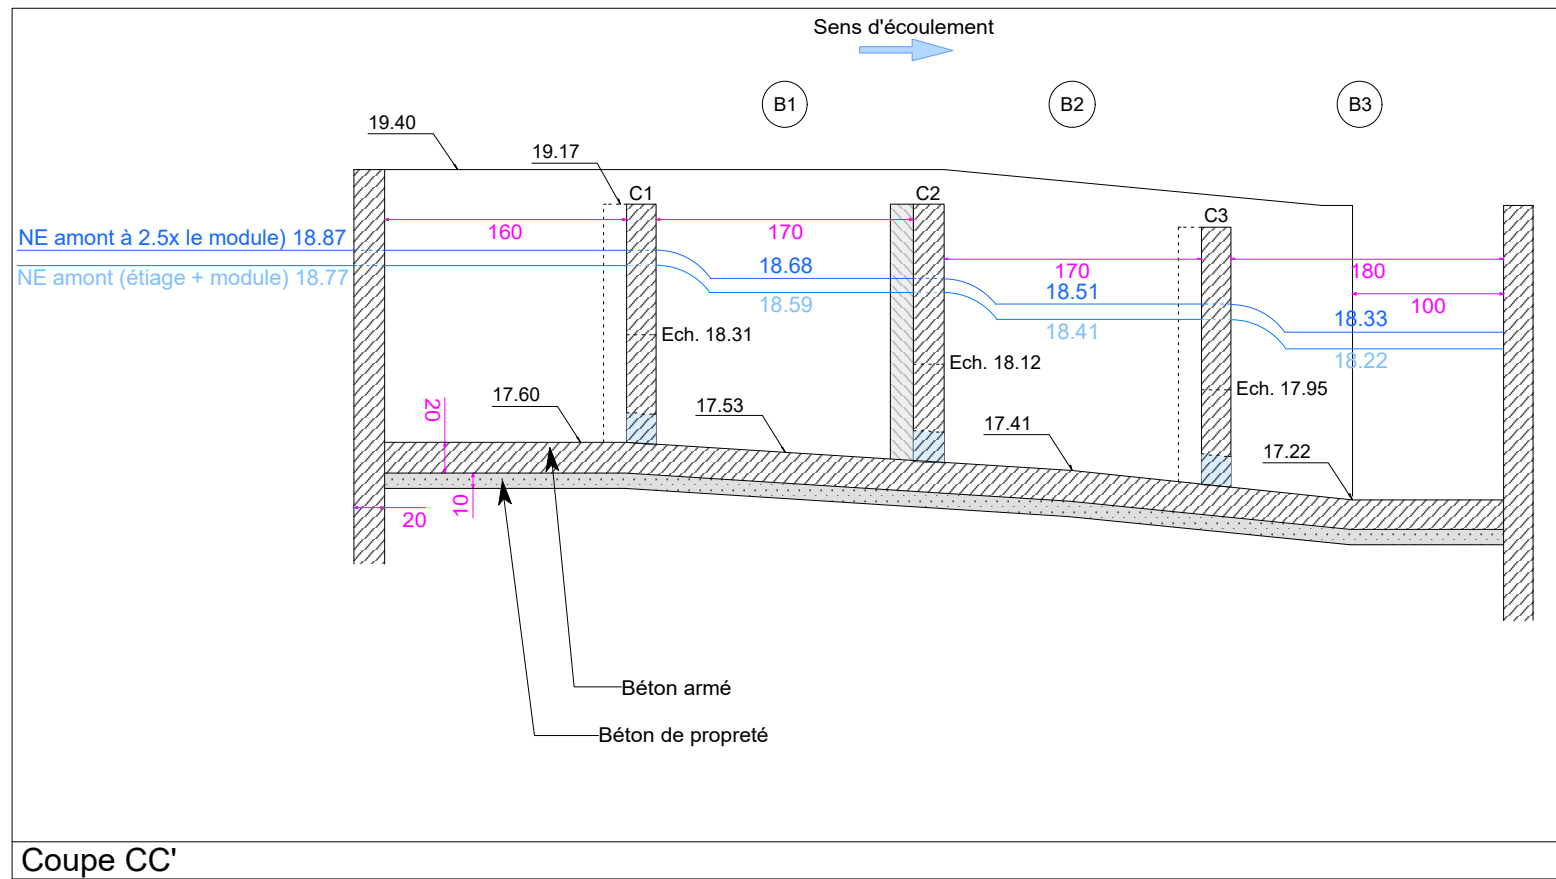 Sens d'écoulement
B1
B2
B3
19.40
19.17
C1
C2
C3
160
170
170
180
100
NE amont à 2.5x le module) 18.87
NE amont (étiage + module) 18.77
18.68
18.59
18.51
18.41
18.33
18.22
Ech. 18.31
Ech. 18.12
Ech. 17.95
17.60
17.53
17.41
17.22
20
10
20
Béton armé
Béton de propreté
Coupe CC'